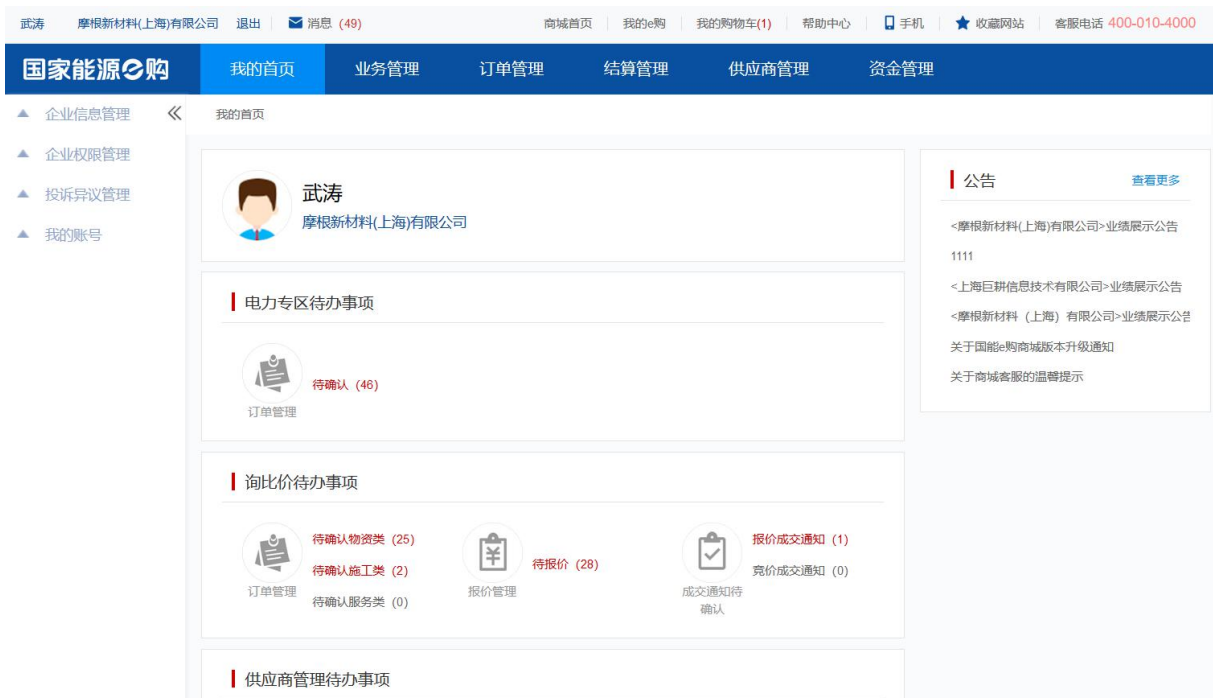 武涛 摩根新材料(上海)有限公司 退出 消息 (49) 商城首页 我的e购 我的购物车(1) 帮助中心 手机 收藏网站 客服电话 400-010-4000
国家能源e购 我的首页 业务管理 订单管理 结算管理 供应商管理 资金管理
企业信息管理
企业权限管理
投诉异议管理
我的账号
我的首页
武涛
摩根新材料(上海)有限公司
电力专区待办事项
订单管理
待确认 (46)
询比价待办事项
订单管理
待确认物资类 (25)
待确认施工类 (2)
待确认服务类 (0)
报价管理
待报价 (28)
成交通知待
确认
报价成交通知 (1)
竞价成交通知 (0)
供应商管理待办事项
公告 查看更多
<摩根新材料(上海)有限公司>业绩展示公告
1111
<上海巨耕信息技术有限公司>业绩展示公告
<摩根新材料（上海）有限公司>业绩展示公告
关于国能e购商城版本升级通知
关于商城客服的温馨提示